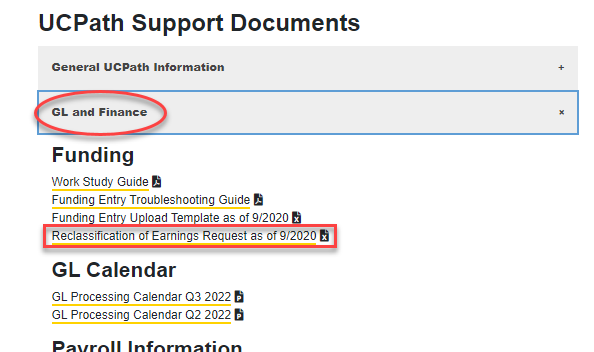 UCPath Support Documents
General UCPath Information +
GL and Finance ×
Funding
Work Study Guide
Funding Entry Troubleshooting Guide
Funding Entry Upload Template as of 9/2020
Reclassification of Earnings Request as of 9/2020
GL Calendar
GL Processing Calendar Q3 2022
GL Processing Calendar Q2 2022
Payroll Information